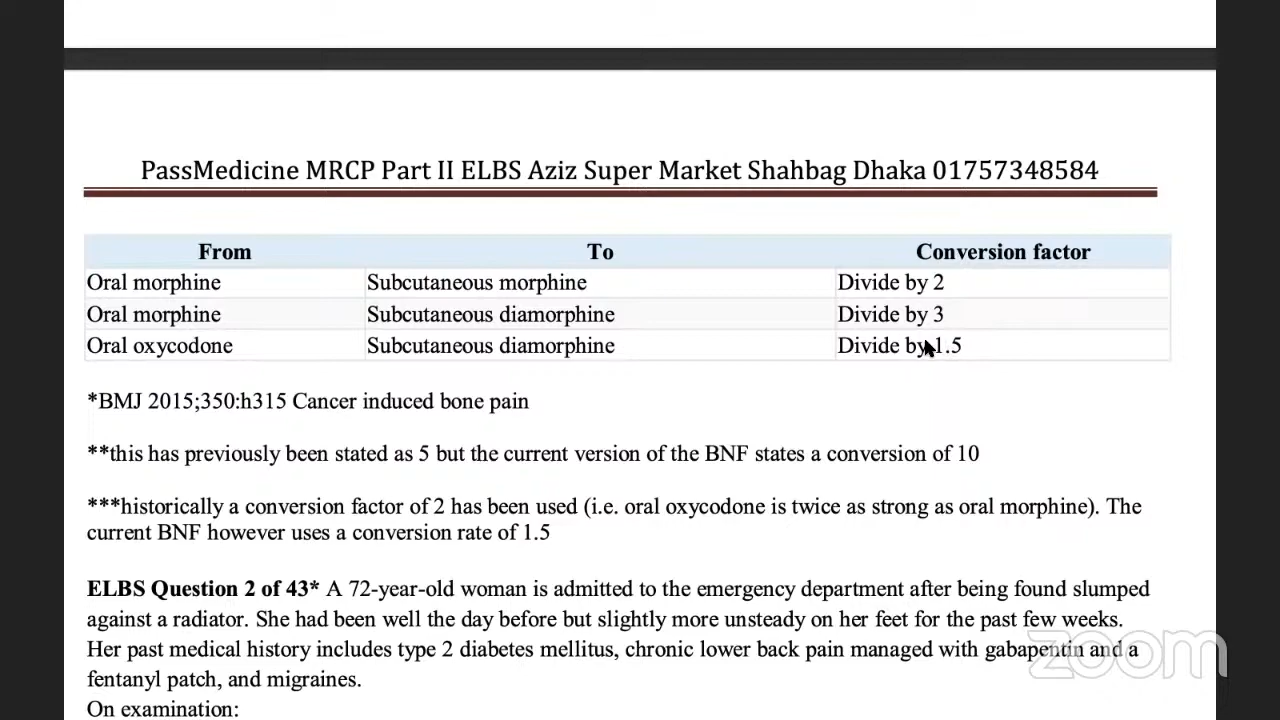 PassMedicine MRCP Part II ELBS Aziz Super Market Shahbag Dhaka 01757348584
From To Conversion factor
Oral morphine Subcutaneous morphine Divide by 2
Oral morphine Subcutaneous diamorphine Divide by 3
Oral oxycodone Subcutaneous diamorphine Divide by 1.5
*BMJ 2015;350:h315 Cancer induced bone pain
**this has previously been stated as 5 but the current version of the BNF states a conversion of 10
***historically a conversion factor of 2 has been used (i.e. oral oxycodone is twice as strong as oral morphine). The
current BNF however uses a conversion rate of 1.5
ELBS Question 2 of 43* A 72-year-old woman is admitted to the emergency department after being found slumped
against a radiator. She had been well the day before but slightly more unsteady on her feet for the past few weeks.
Her past medical history includes type 2 diabetes mellitus, chronic lower back pain managed with gabapentin and a
fentanyl patch, and migraines.
On examination:
zoom